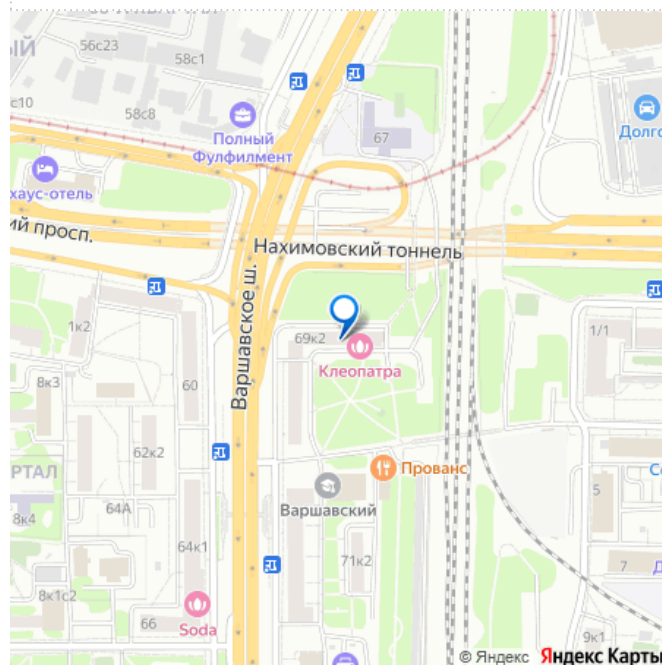 56с23
58с1
ЫЙ
с10
58с8
Полный
Фулфилмент
67
Долго
хаус-отель
ий просп.
Нахимовский тоннель
Варшавское ш.
1к2
69к2
Клеопатра
1/1
8к3
60
62к2
Прованс
РТАЛ
Варшавский
64А
8к4
64к1
71к2
5
7
8к1с2
66
Soda
9к1
© Яндекс Яндекс Карты